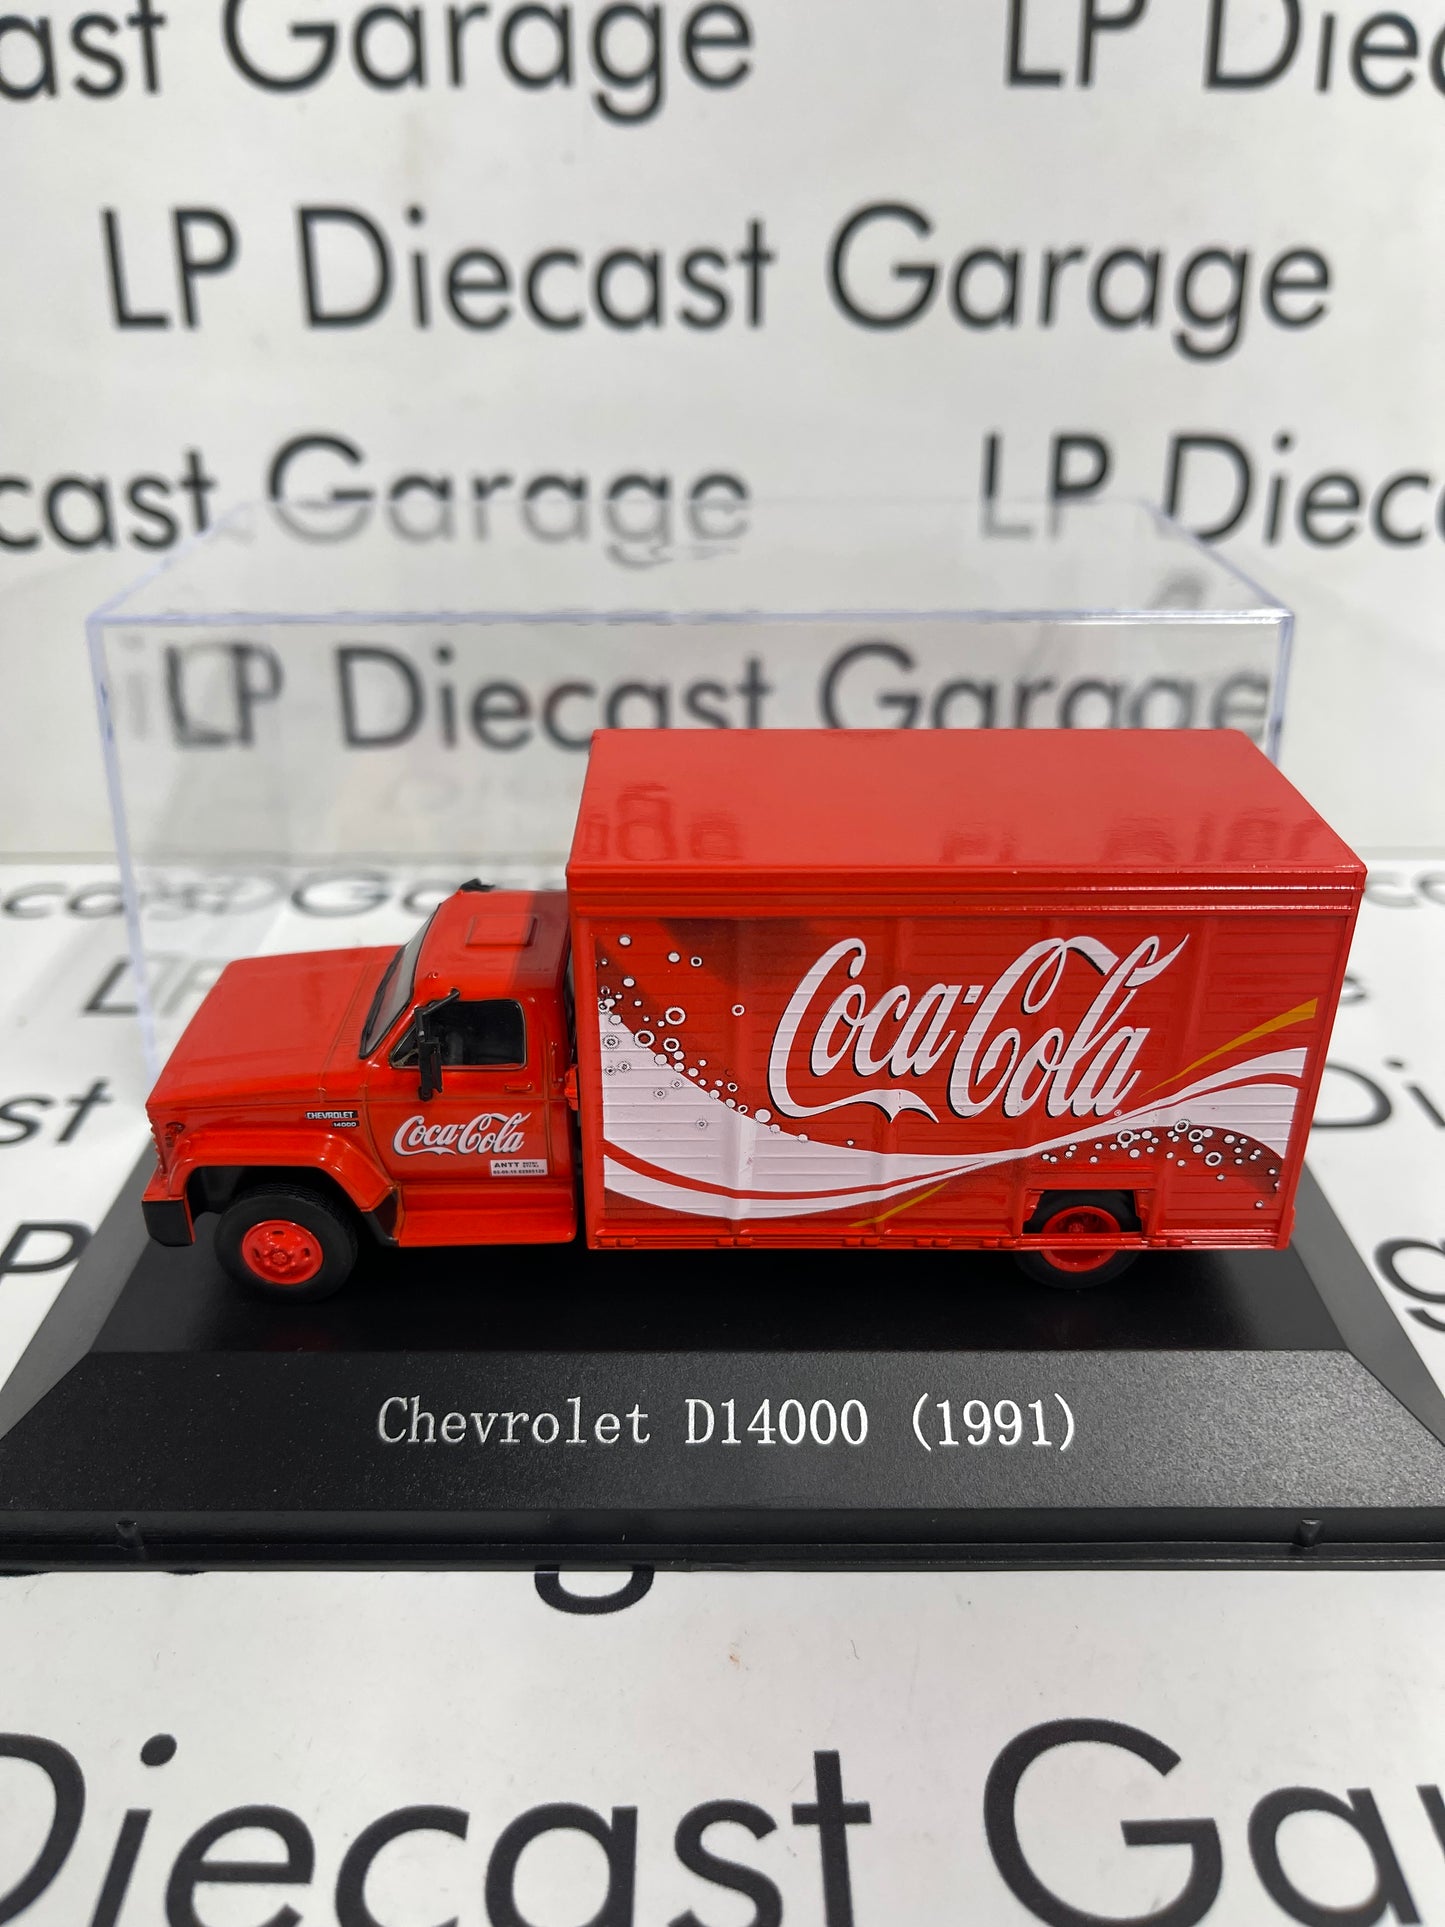 ast Garage LP Diec
LP Diecast Garage
cast Garage LP Diec
LP Diecast Garage
Coca-Cola
CHEVROLET
14000
Coca-Cola
ANTT
Chevrolet D14000 (1991)
Diecast Ga